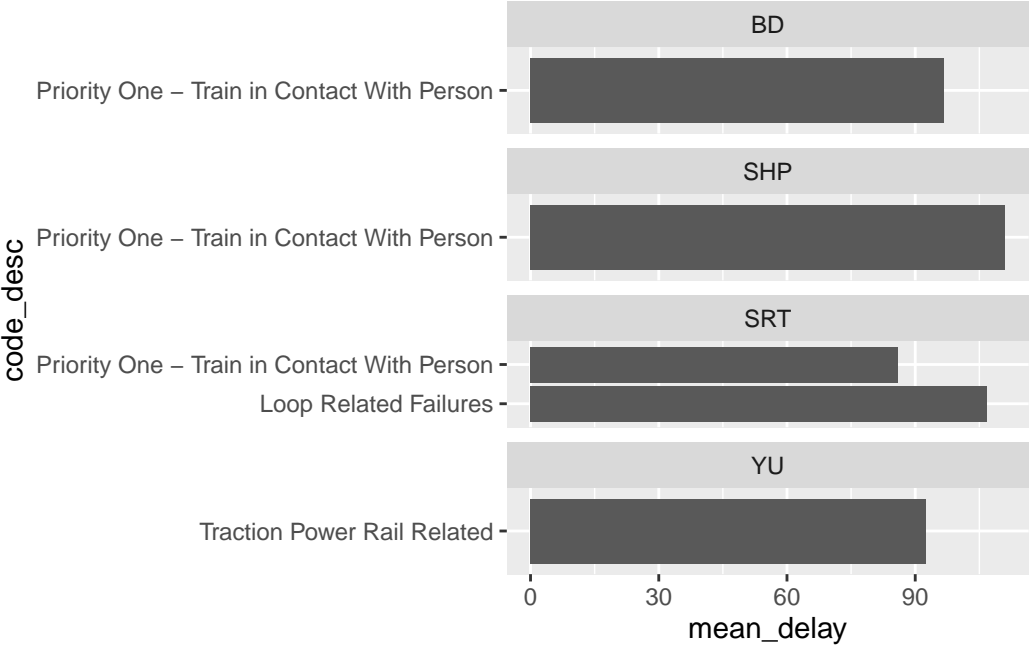 BD
Priority One – Train in Contact With Person
SHP
Priority One – Train in Contact With Person
SRT
Priority One – Train in Contact With Person
Loop Related Failures
YU
Traction Power Rail Related
0 30 60 90
mean_delay
code_desc